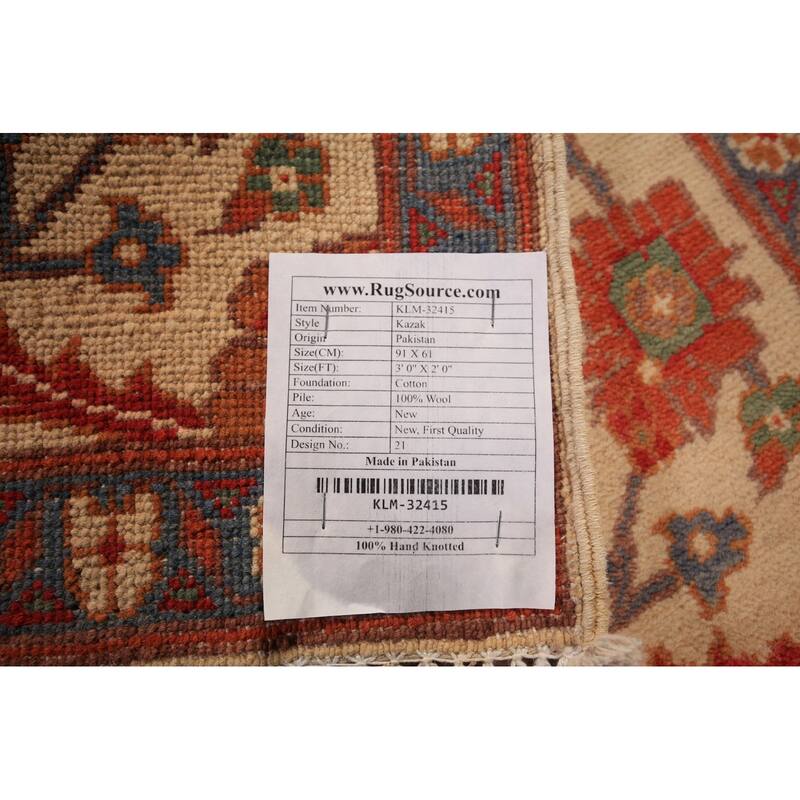 www.RugSource.com
Item Number: KLM-32415
Style Kazak
Origin: Pakistan
Size(CM): 91 X 61
Size(FT): 3' 0" X 2' 0"
Foundation: Cotton
Pile: 100% Wool
Age: New
Condition: New, First Quality
Design No.: 21
Made in Pakistan
KLM-32415
+1-980-422-4080
100% Hand Knotted